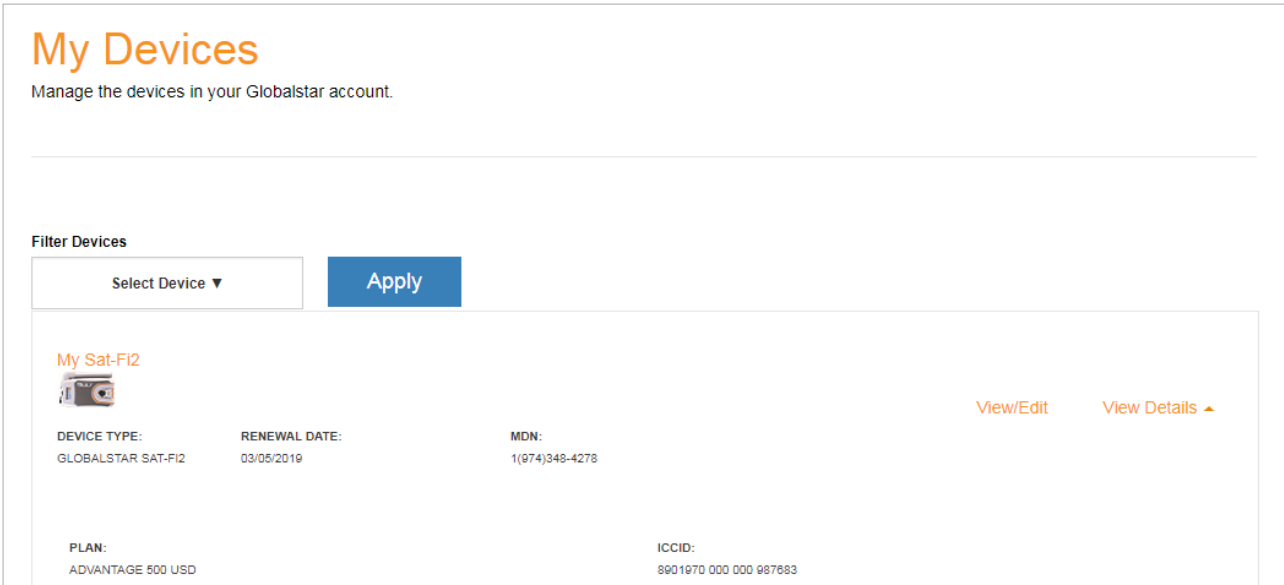 My Devices
Manage the devices in your Globalstar account.
Filter Devices
Select Device ▼
Apply
My Sat-Fi2
View/Edit
View Details ▲
DEVICE TYPE:
RENEWAL DATE:
MDN:
GLOBALSTAR SAT-FI2
03/05/2019
1(974)348-4278
PLAN:
ICCID:
ADVANTAGE 500 USD
8901970 000 000 987683